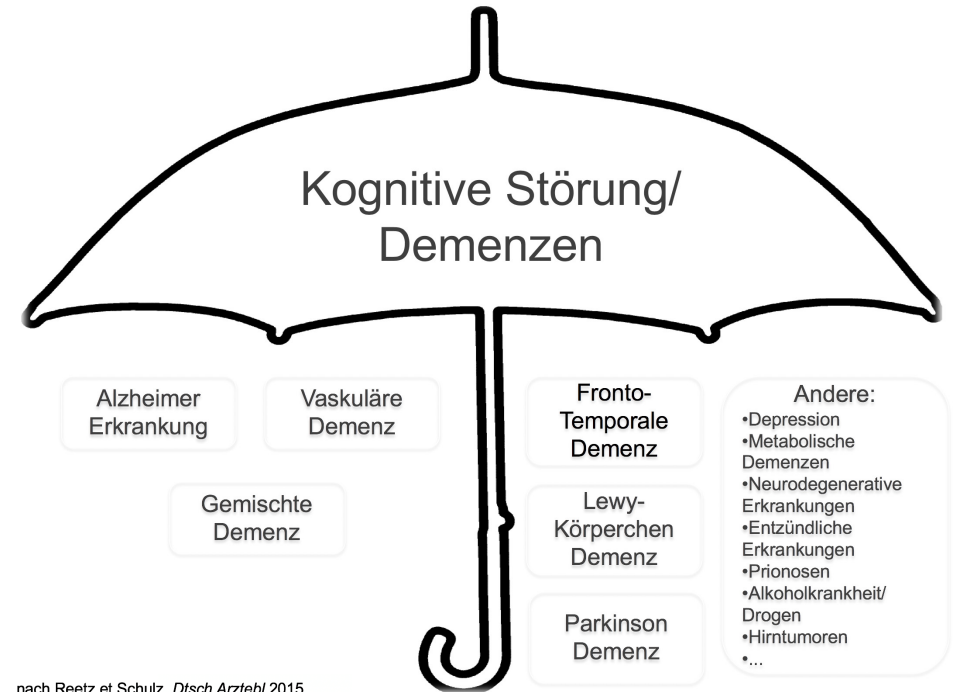 Kognitive Störung/
Demenzen
Alzheimer
Erkrankung
Vaskuläre
Demenz
Gemischte
Demenz
Fronto-
Temporale
Demenz
Lewy-
Körperchen
Demenz
Parkinson
Demenz
Andere:
•Depression
•Metabolische
Demenzen
•Neurodegenerative
Erkrankungen
•Entzündliche
Erkrankungen
•Prionosen
•Alkoholkrankheit/
Drogen
•Hirntumoren
•...
nach Reetz et Schulz, Dtsch Arztebl 2015